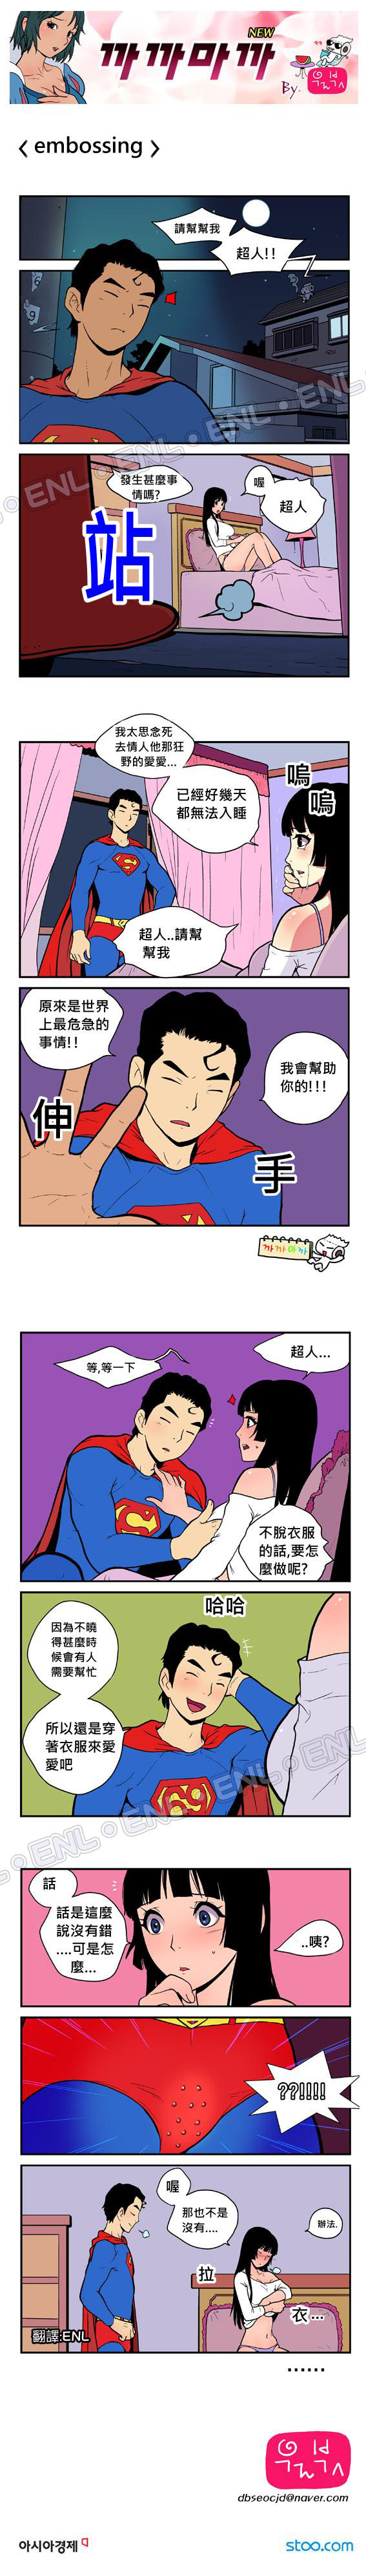 NEW
까까마까
By.
< embossing >
請幫幫我
超人!!
ENL
發生甚麼事
情嗎?
喔
超人
站
我太思念死
去情人他那狂
野的愛愛...
已經好幾天
都無法入睡
嗚
嗚
超人..請幫
幫我
原來是世界
上最危急的
事情!!
我會幫助
你的!!!
伸
手
까까마까
等,等一下
超人...
不脫衣服
的話,要怎
麼做呢?
哈哈
因為不曉
得甚麼時
候會有人
需要幫忙
所以還是穿
著衣服來愛
愛吧
ENL
話
話是這麼
說沒有錯
....可是怎
麼...
..咦?
??!!!!
喔
那也不是
沒有....
辦法.
拉
衣...
翻譯:ENL
......
dbseocjd@naver.com
아시아경제
stoo.com